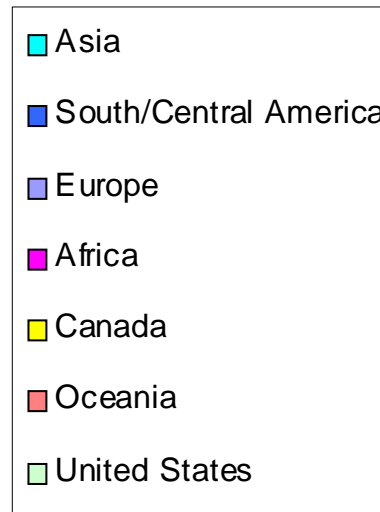 Asia
South/Central America
Europe
Africa
Canada
Oceania
United States